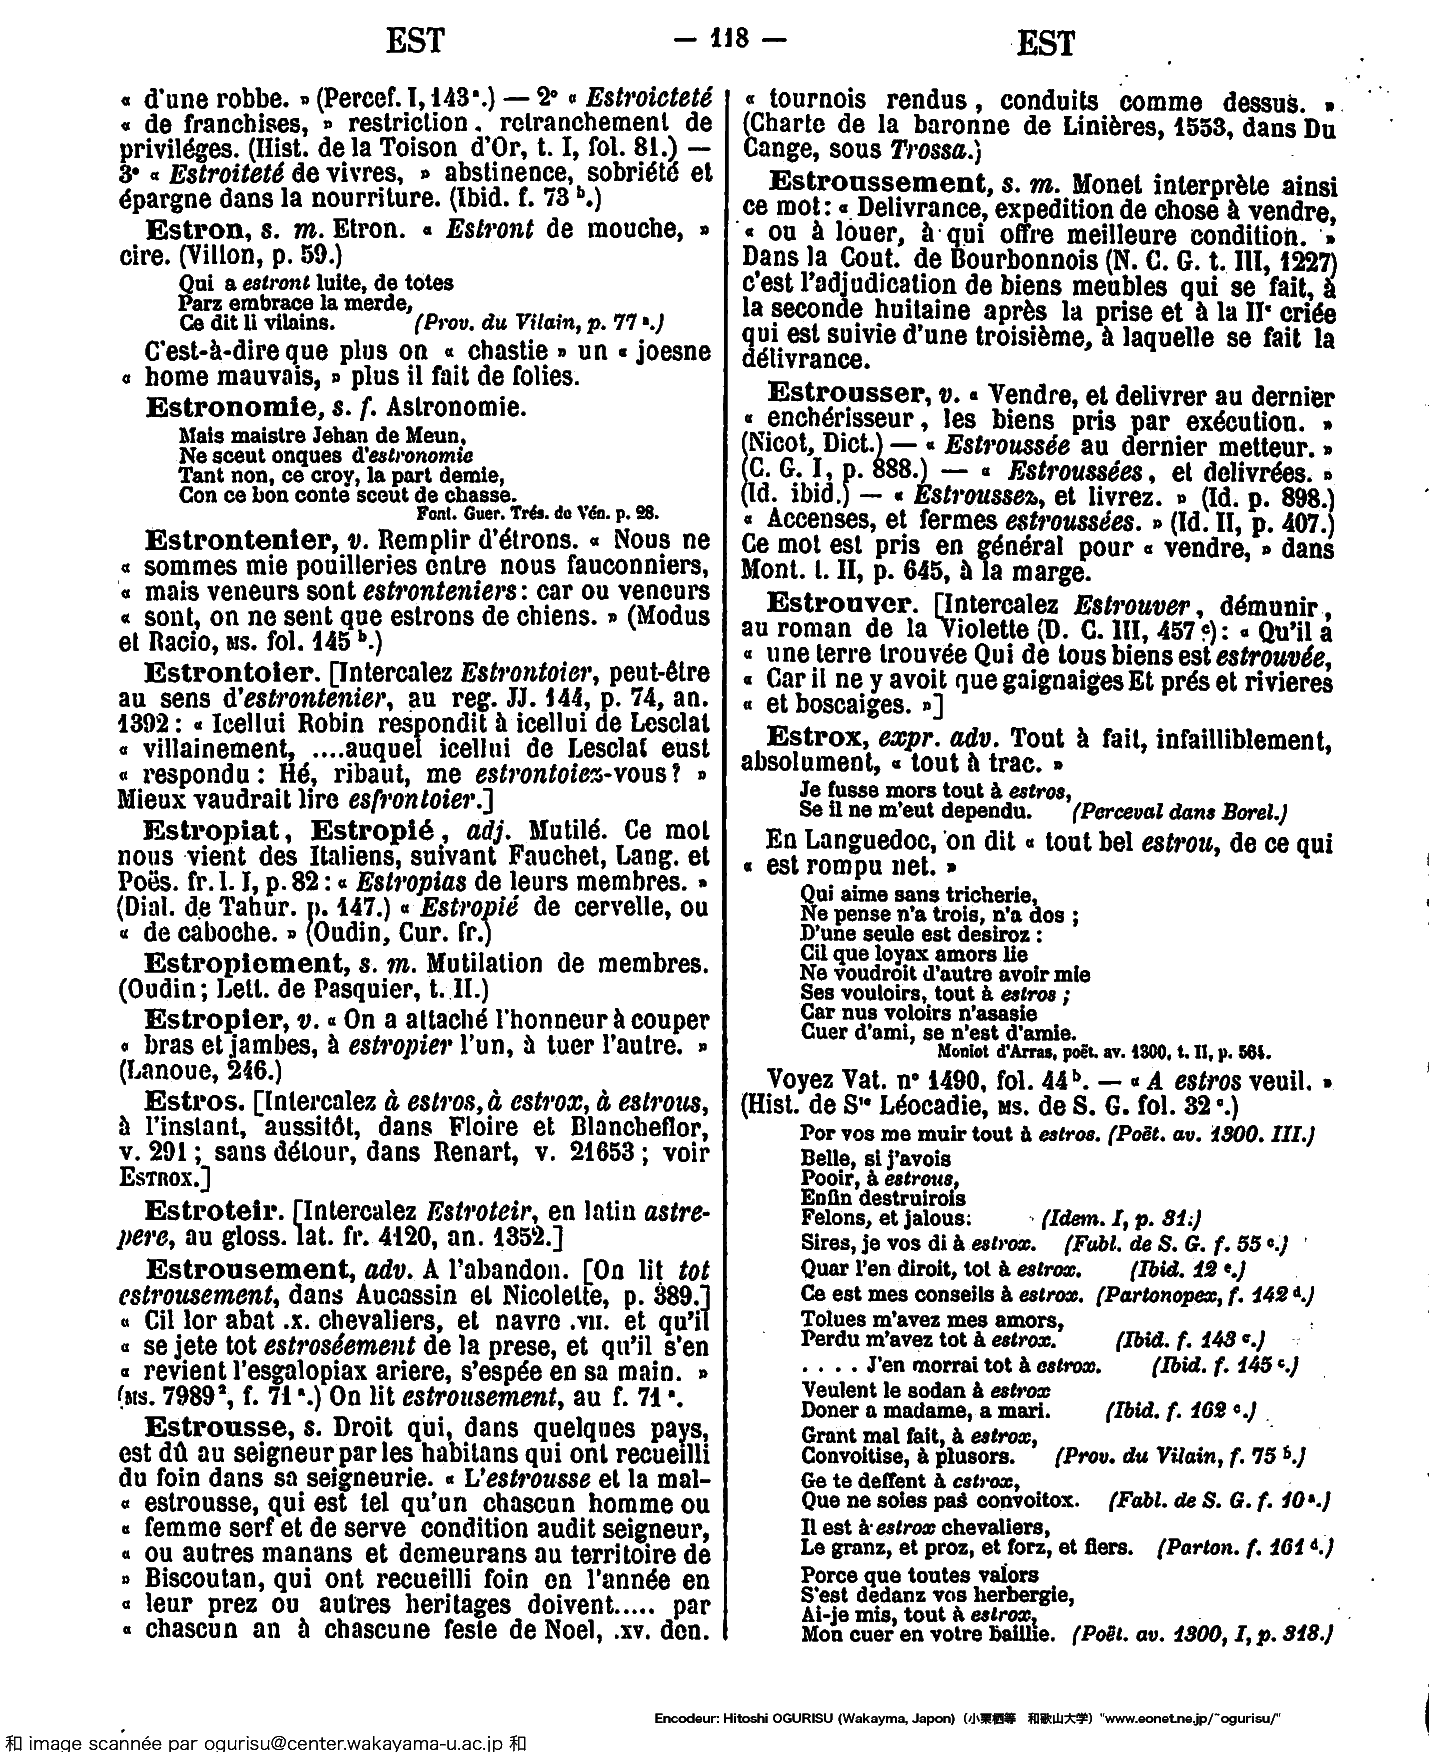 EST
— 118 —
EST
« d'une robbe. » (Percef. I, 143ª.) — 2° « Estroicteté
« de franchises, » restriction, retranchement de
priviléges. (Hist. de la Toison d'Or, t. I, fol. 81.) —
3° « Estroiteté de vivres, » abstinence, sobriété et
épargne dans la nourriture. (Ibid. f. 73 ᵇ.)
Estron, s. m. Etron. « Estront de mouche, »
cire. (Villon, p. 59.)
Qui a estront luite, de totes
Parz embrace la merde,
Ce dit li vilains. (Prov. du Vilain, p. 77 ª.)
C'est-à-dire que plus on « chastie » un « joesne
« home mauvais, » plus il fait de folies.
Estronomie, s. f. Astronomie.
Mais maistre Jehan de Meun,
Ne sceut onques d'estronomie
Tant non, ce croy, la part demie,
Con ce bon conte sceut de chasse.
Font. Guer. Trés. de Vén. p. 28.
Estrontenier, v. Remplir d'étrons. « Nous ne
« sommes mie pouilleries entre nous fauconniers,
« mais veneurs sont estronteniers : car ou veneurs
« sont, on ne sent que estrons de chiens. » (Modus
et Racio, MS. fol. 145 ᵇ.)
Estrontoier. [Intercalez Estrontoier, peut-être
au sens d'estrontenier, au reg. JJ. 144, p. 74, an.
1392 : « Icellui Robin respondit à icellui de Lesclat
« villainement, ....auquel icellui de Lesclat eust
« respondu : Hé, ribaut, me estrontoiez-vous ? »
Mieux vaudrait lire esfrontoier.]
Estropiat, Estropié, adj. Mutilé. Ce mot
nous vient des Italiens, suivant Fauchet, Lang. et
Poës. fr. l. I, p. 82 : « Estropias de leurs membres. »
(Dial. de Tahur. p. 147.) « Estropié de cervelle, ou
« de caboche. » (Oudin, Cur. fr.)
Estropiement, s. m. Mutilation de membres.
(Oudin ; Lett. de Pasquier, t. II.)
Estropier, v. « On a attaché l'honneur à couper
« bras et jambes, à estropier l'un, à tuer l'autre. »
(Lanoue, 246.)
Estros. [Intercalez à estros, à estrox, à estrous,
à l'instant, aussitôt, dans Floire et Blancheflor,
v. 291 ; sans détour, dans Renart, v. 21653 ; voir
ESTROX.]
Estroteir. [Intercalez Estroteir, en latin astre-
pere, au gloss. lat. fr. 4120, an. 1352.]
Estrousement, adv. A l'abandon. [On lit tot
estrousement, dans Aucassin et Nicolette, p. 389.]
« Cil lor abat .x. chevaliers, et navre .VII. et qu'il
« se jete tot estroséement de la prese, et qu'il s'en
« revient l'esgalopiax ariere, s'espée en sa main. »
(MS. 7989², f. 71 ª.) On lit estrousement, au f. 71 ª.
Estrousse, s. Droit qui, dans quelques pays,
est dû au seigneur par les habitans qui ont recueilli
du foin dans sa seigneurie. « L'estrousse et la mal-
« estrousse, qui est tel qu'un chascun homme ou
« femme serf et de serve condition audit seigneur,
« ou autres manans et demeurans au territoire de
» Biscoutan, qui ont recueilli foin en l'année en
« leur prez ou autres heritages doivent..... par
« chascun an à chascune feste de Noel, .XV. den.
« tournois rendus, conduits comme dessus. »
(Charte de la baronne de Linières, 1553, dans Du
Cange, sous Trossa.)
Estroussement, s. m. Monet interprète ainsi
ce mot : « Delivrance, expedition de chose à vendre,
« ou à louer, à qui offre meilleure condition. »
Dans la Cout. de Bourbonnois (N. C. G. t. III, 1227)
c'est l'adjudication de biens meubles qui se fait, à
la seconde huitaine après la prise et à la IIᵉ criée
qui est suivie d'une troisième, à laquelle se fait la
délivrance.
Estrousser, v. « Vendre, et delivrer au dernier
« enchérisseur, les biens pris par exécution. »
(Nicot, Dict.) — « Estroussée au dernier metteur. »
(C. G. I, p. 888.) — « Estroussées, et delivrées. »
(Id. ibid.) — « Estroussez, et livrez. » (Id. p. 898.)
« Accenses, et fermes estroussées. » (Id. II, p. 407.)
Ce mot est pris en général pour « vendre, » dans
Mont. t. II, p. 645, à la marge.
Estrouver. [Intercalez Estrouver, démunir,
au roman de la Violette (D. C. III, 457 ᶜ) : « Qu'il a
« une terre trouvée Qui de tous biens est estrouvée,
« Car il ne y avoit que gaignaiges Et prés et rivieres
« et boscaiges. »]
Estrox, expr. adv. Tout à fait, infailliblement,
absolument, « tout à trac. »
Je fusse mors tout à estros,
Se il ne m'eut dependu. (Perceval dans Borel.)
En Languedoc, on dit « tout bel estrou, de ce qui
« est rompu net. »
Qui aime sans tricherie,
Ne pense n'a trois, n'a dos ;
D'une seule est desiroz :
Cil que loyax amors lie
Ne voudroit d'autre avoir mie
Ses vouloirs, tout à estros ;
Car nus voloirs n'asasie
Cuer d'ami, se n'est d'amie.
Moniot d'Arras, poët. av. 1300, t. II, p. 561.
Voyez Vat. n° 1490, fol. 44ᵇ. — « A estros veuil. »
(Hist. de Sᵗᵉ Léocadie, MS. de S. G. fol. 32 ᶜ.)
Por vos me muir tout à estros. (Poët. av. 1300. III.)
Belle, si j'avois
Pooir, à estrous,
Enfin destruirois
Felons, et jalous: (Idem. I, p. 31.)
Sires, je vos di à estrox. (Fabl. de S. G. f. 55 ᶜ.)
Quar l'en diroit, tot à estrox. (Ibid. 12 ᶜ.)
Ce est mes conseils à estrox. (Partonopex, f. 142 ᵈ.)
Tolues m'avez mes amors,
Perdu m'avez tot à estrox. (Ibid. f. 143 ᶜ.)
. . . . J'en morrai tot à estrox. (Ibid. f. 145 ᶜ.)
Veulent le sodan à estrox
Doner a madame, a mari. (Ibid. f. 162 ᶜ.)
Grant mal fait, à estrox,
Convoitise, à plusors. (Prov. du Vilain, f. 75 ᵇ.)
Ge te deffent à estrox,
Que ne soies pas convoitox. (Fabl. de S. G. f. 10 ª.)
Il est à estrox chevaliers,
Le granz, et proz, et forz, et fiers. (Parton. f. 161 ᵈ.)
Porce que toutes valors
S'est dedanz vos herbergie,
Ai-je mis, tout à estrox,
Mon cuer en votre baillie. (Poët. av. 1300, I, p. 318.)
Encodeur: Hitoshi OGURISU (Wakayma, Japon) (小栗栖等 和歌山大学) "www.eonet.ne.jp/~ogurisu/"
和 image scannée par ogurisu@center.wakayama-u.ac.jp 和